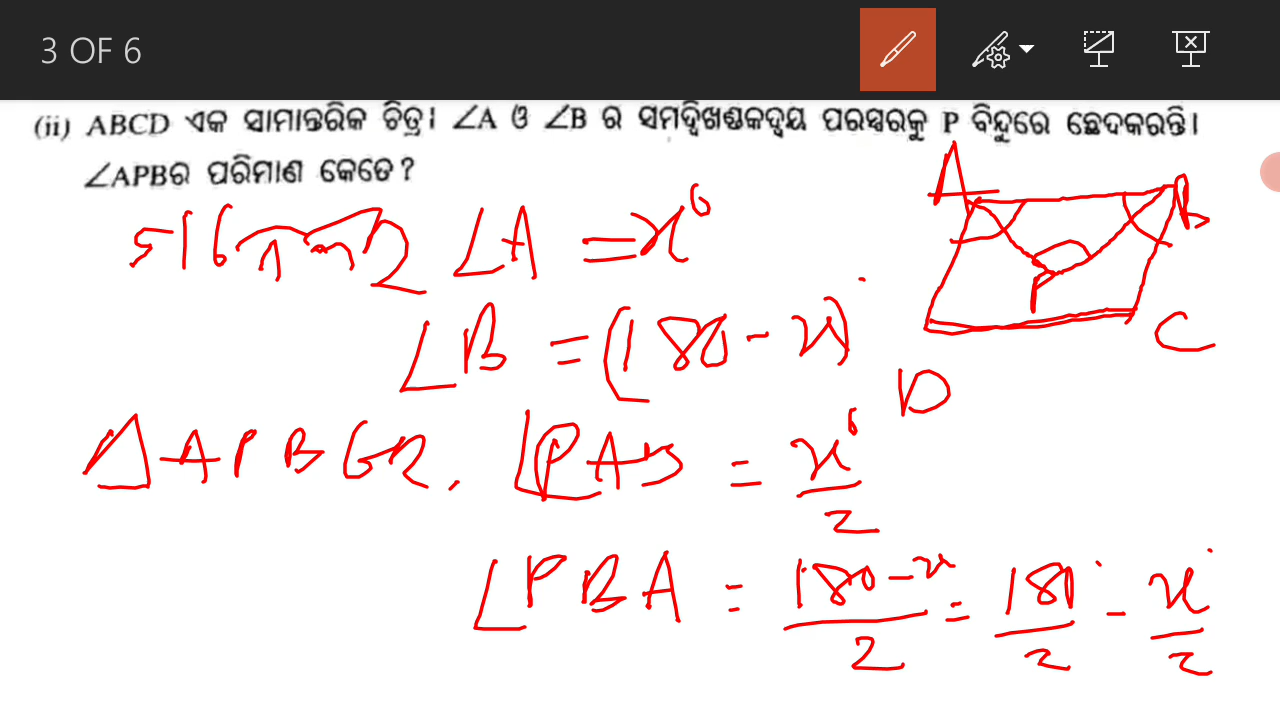 3 OF 6
(ii) ABCD ଏକ ସାମାନ୍ତରିକ ଚିତ୍ର। ∠A ଓ ∠B ର ସମଦ୍ୱିଖଣ୍ଡକଦ୍ୱୟ ପରସ୍ପରକୁ P ବିନ୍ଦୁରେ ଛେଦକରନ୍ତି।
∠APBର ପରିମାଣ କେତେ?
A B
P
C
D
∠A = x°
∠B = (180 - x)°
Δ APB ରେ, ∠PAB = x°/2
∠PBA = 180-x/2 = 180°/2 - x°/2